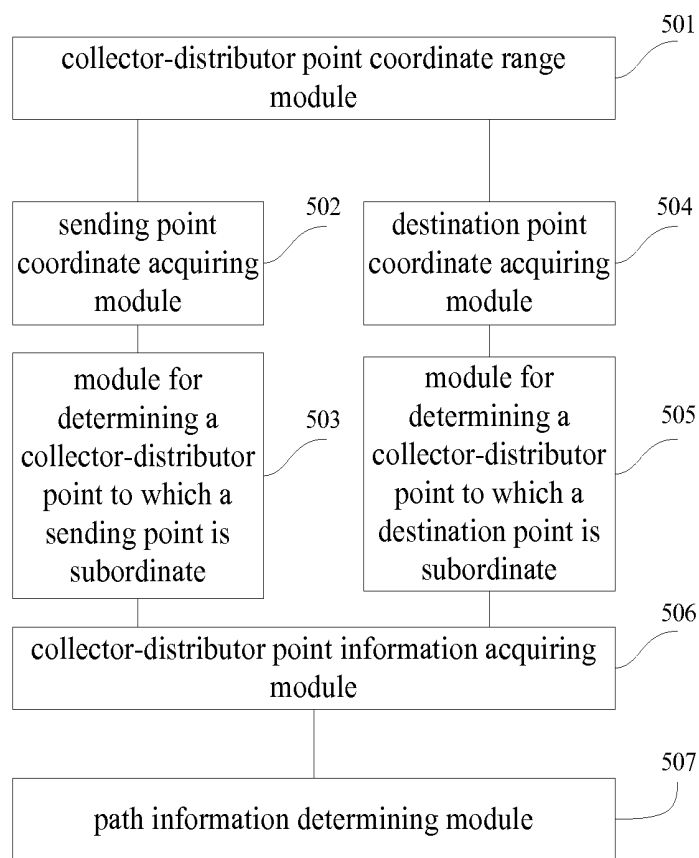 501
collector-distributor point coordinate range
module
502
sending point
coordinate acquiring
module
504
destination point
coordinate acquiring
module
503
module for
determining a
collector-distributor
point to which a
sending point is
subordinate
505
module for
determining a
collector-distributor
point to which a
destination point is
subordinate
506
collector-distributor point information acquiring
module
507
path information determining module